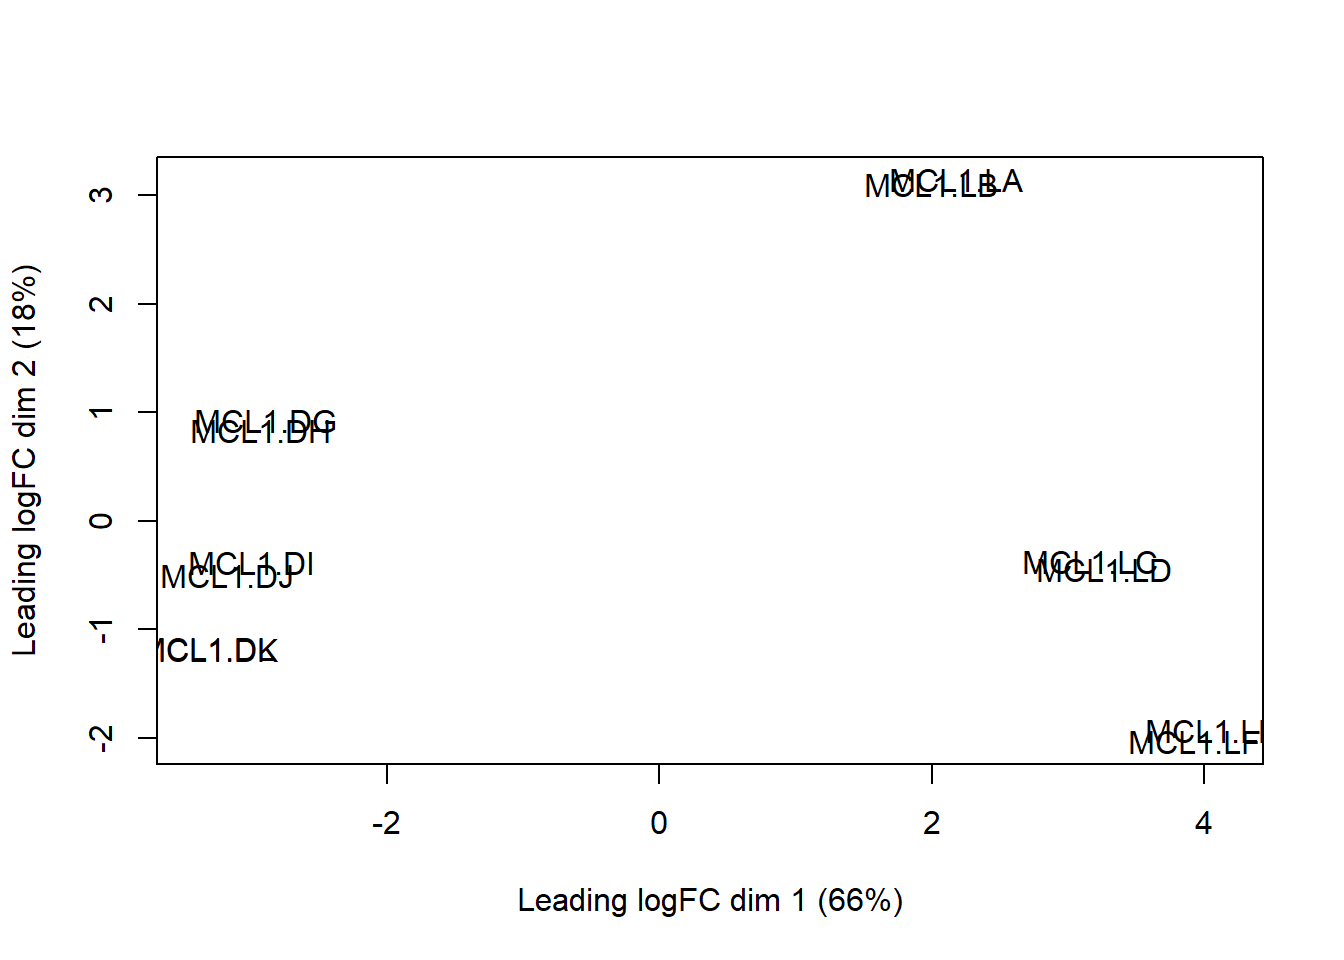 3
2
1
0
-1
-2
Leading logFC dim 2 (18%)
MCL1.LA
MCL1.LB
MCL1.DG
MCL1.DH
MCL1.DI
MCL1.DJ
MCL1.LC
MCL1.LD
MCL1.DK
MCL1.LF
-2
0
2
4
Leading logFC dim 1 (66%)